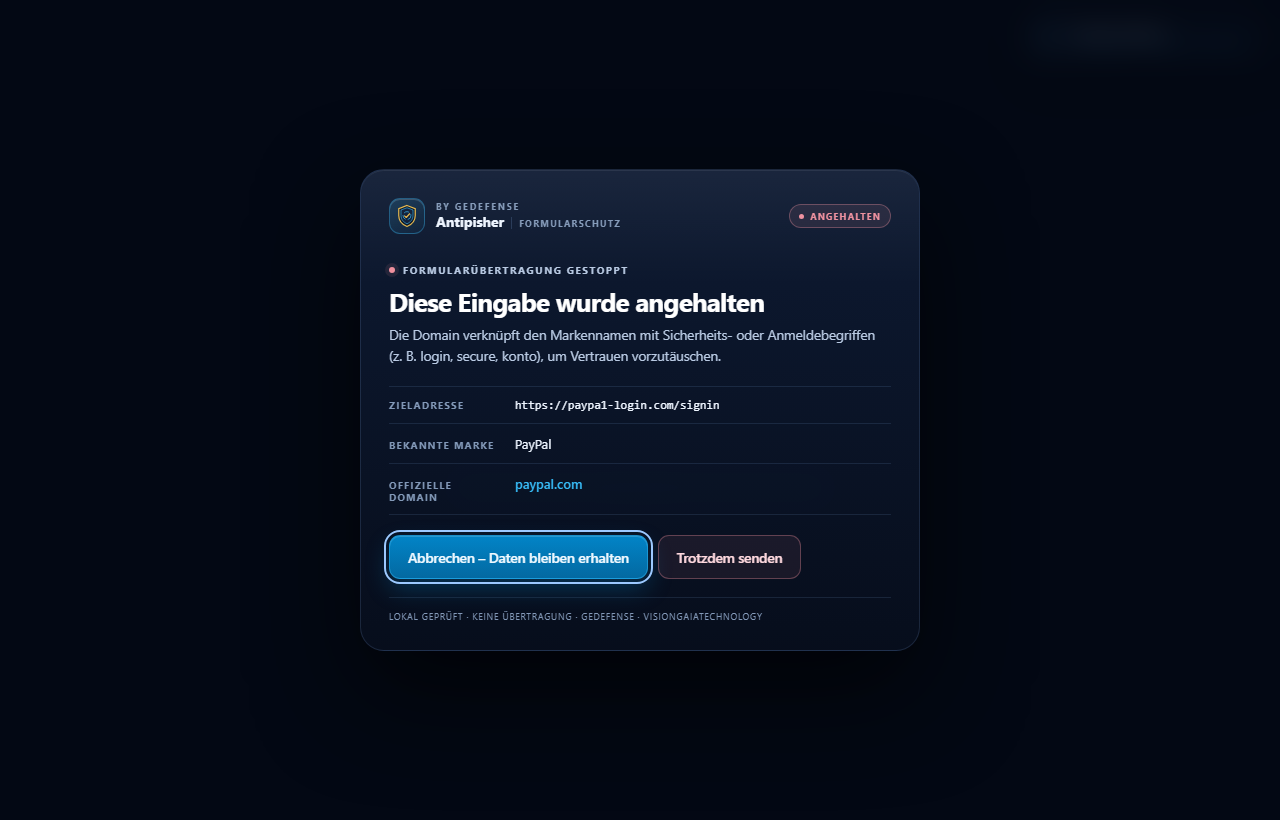 BY GEDEFENSE
Antipisher | FORMULARSCHUTZ
ANGEHALTEN
FORMULARÜBERTRAGUNG GESTOPPT
Diese Eingabe wurde angehalten
Die Domain verknüpft den Markennamen mit Sicherheits- oder Anmeldebegriffen
(z. B. login, secure, konto), um Vertrauen vorzutäuschen.
ZIELADRESSE https://paypa1-login.com/signin
BEKANNTE MARKE PayPal
OFFIZIELLE DOMAIN paypal.com
Abbrechen – Daten bleiben erhalten
Trotzdem senden
LOKAL GEPRÜFT · KEINE ÜBERTRAGUNG · GEDEFENSE · VISIONGAIATECHNOLOGY